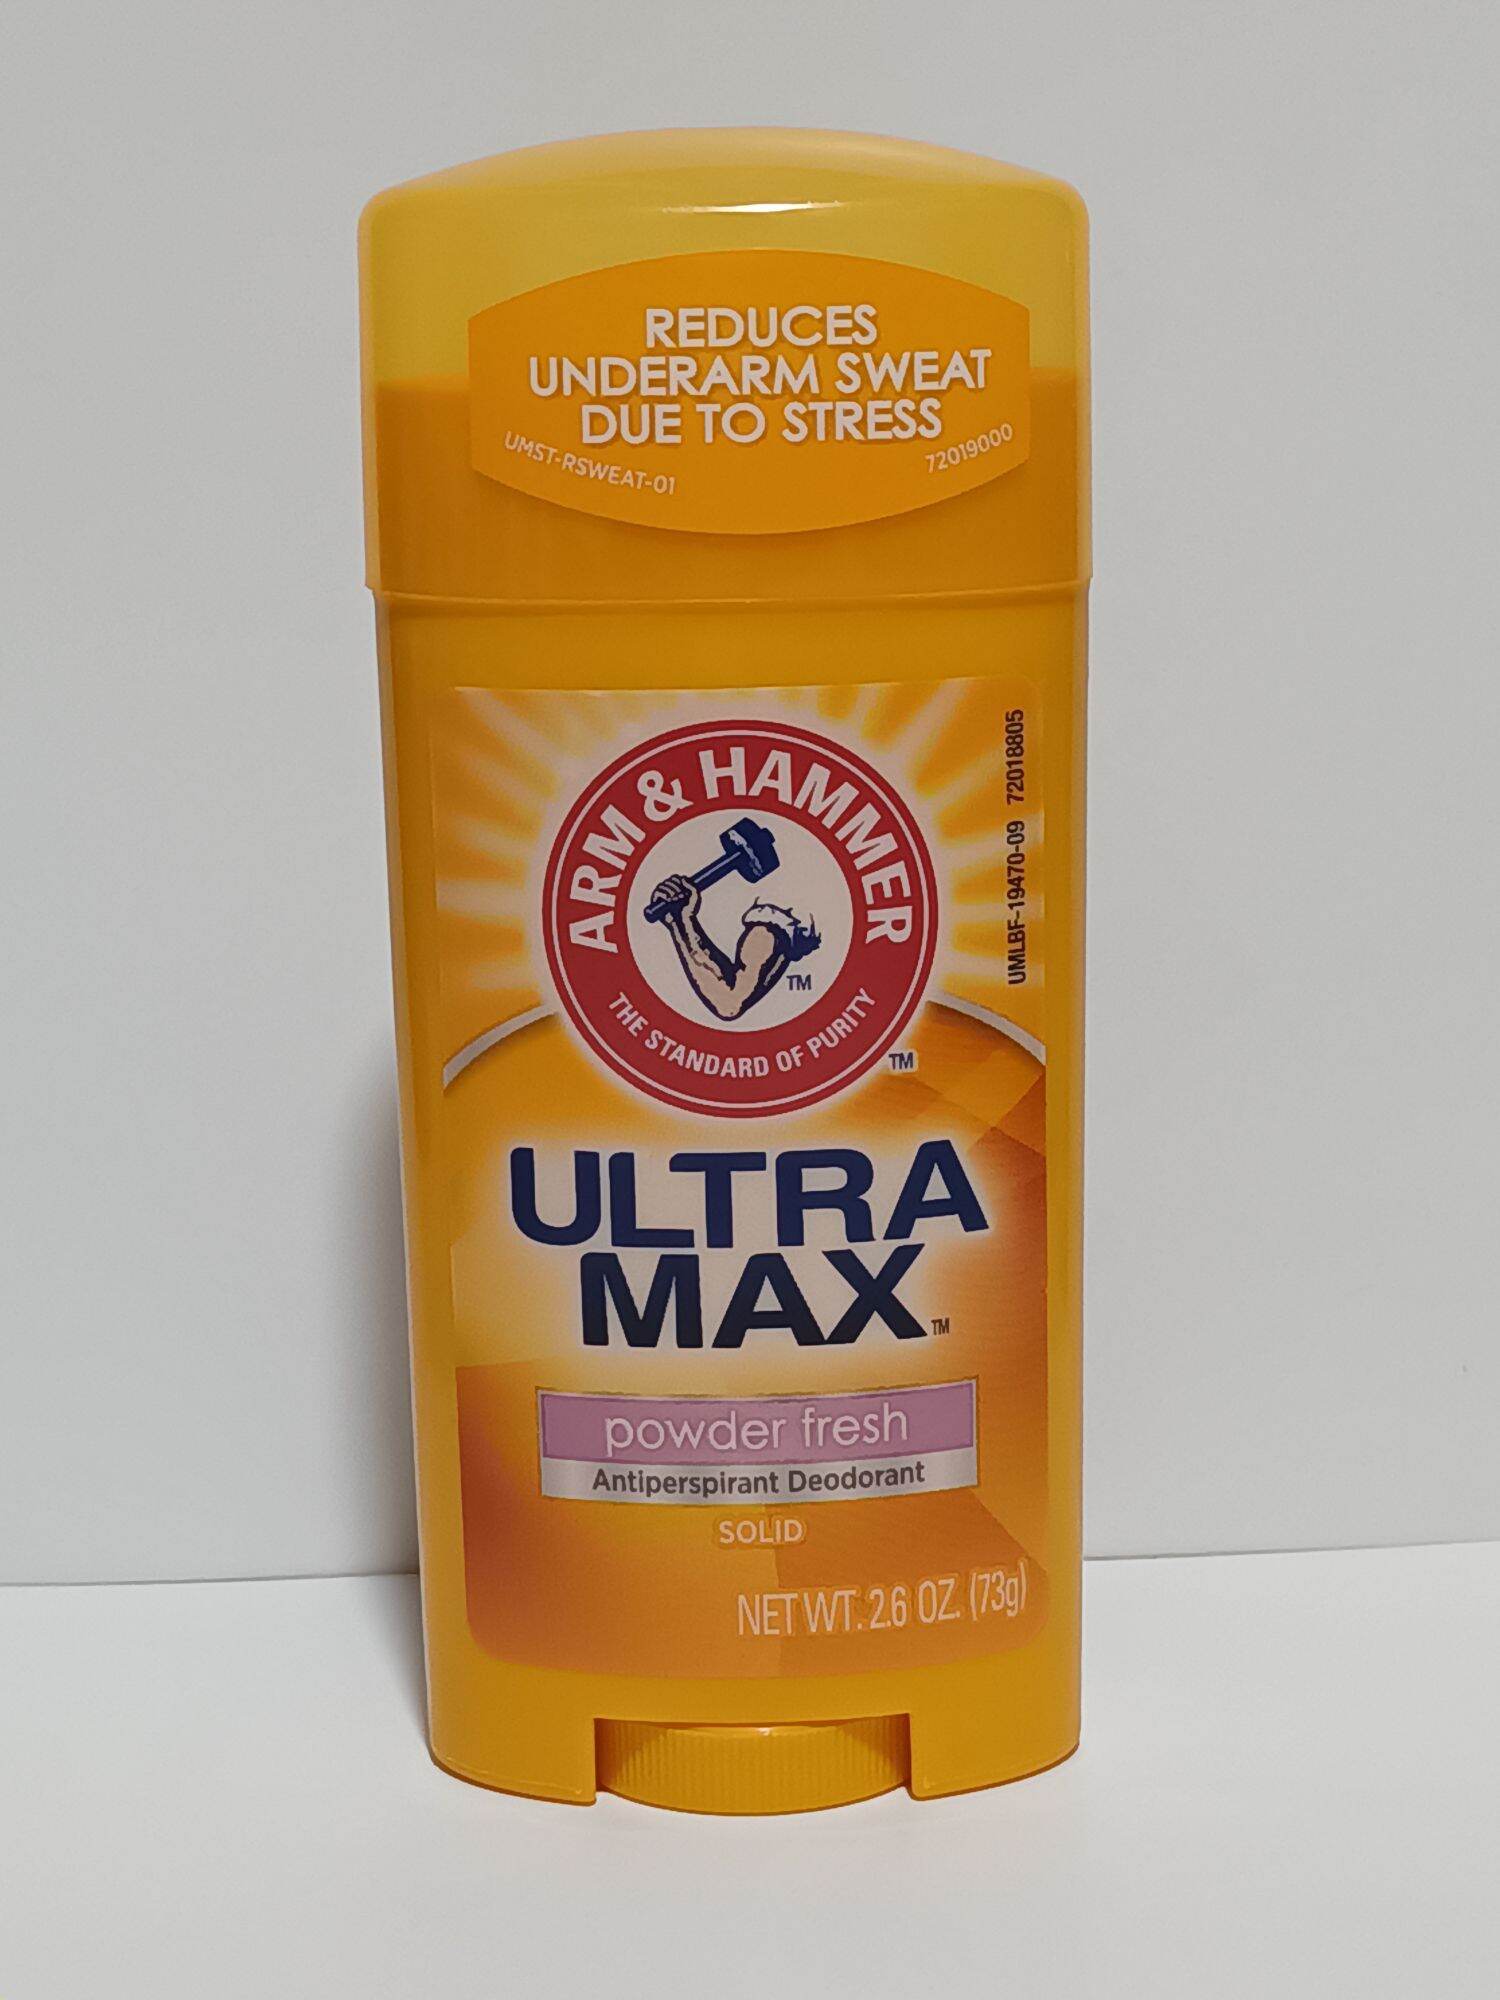 REDUCES
UNDERARM SWEAT
DUE TO STRESS
UMST-RSWEAT-01
72019000
ARM & HAMMER
THE STANDARD OF PURITY
TM
TM
UMLBF-19470-09 72018805
ULTRA
MAX TM
powder fresh
Antiperspirant Deodorant
SOLID
NET WT. 2.6 OZ. (73g)